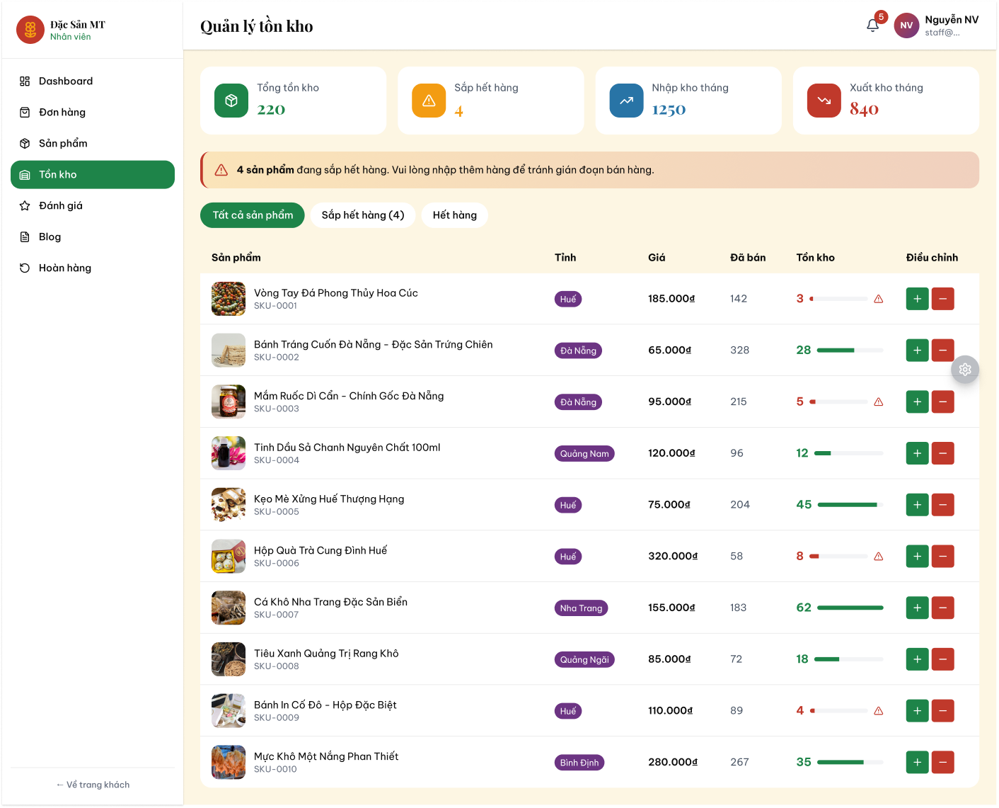 Đặc Sản MT
Nhân viên
Dashboard
Đơn hàng
Sản phẩm
Tồn kho
Đánh giá
Blog
Hoàn hàng
← Về trang khách
Quản lý tồn kho
5
NV
Nguyễn NV
staff@...
Tổng tồn kho
220
Sắp hết hàng
4
Nhập kho tháng
1250
Xuất kho tháng
840
4 sản phẩm đang sắp hết hàng. Vui lòng nhập thêm hàng để tránh gián đoạn bán hàng.
Tất cả sản phẩm Sắp hết hàng (4) Hết hàng
Sản phẩm Tỉnh Giá Đã bán Tồn kho Điều chỉnh
Vòng Tay Đá Phong Thủy Hoa Cúc
SKU-0001
Huế 185.000₫ 142 3
Bánh Tráng Cuốn Đà Nẵng - Đặc Sản Trứng Chiên
SKU-0002
Đà Nẵng 65.000₫ 328 28
Mắm Ruốc Dì Cẩn - Chính Gốc Đà Nẵng
SKU-0003
Đà Nẵng 95.000₫ 215 5
Tinh Dầu Sả Chanh Nguyên Chất 100ml
SKU-0004
Quảng Nam 120.000₫ 96 12
Kẹo Mè Xửng Huế Thượng Hạng
SKU-0005
Huế 75.000₫ 204 45
Hộp Quà Trà Cung Đình Huế
SKU-0006
Huế 320.000₫ 58 8
Cá Khô Nha Trang Đặc Sản Biển
SKU-0007
Nha Trang 155.000₫ 183 62
Tiêu Xanh Quảng Trị Rang Khô
SKU-0008
Quảng Ngãi 85.000₫ 72 18
Bánh In Cố Đô - Hộp Đặc Biệt
SKU-0009
Huế 110.000₫ 89 4
Mực Khô Một Nắng Phan Thiết
SKU-0010
Bình Định 280.000₫ 267 35